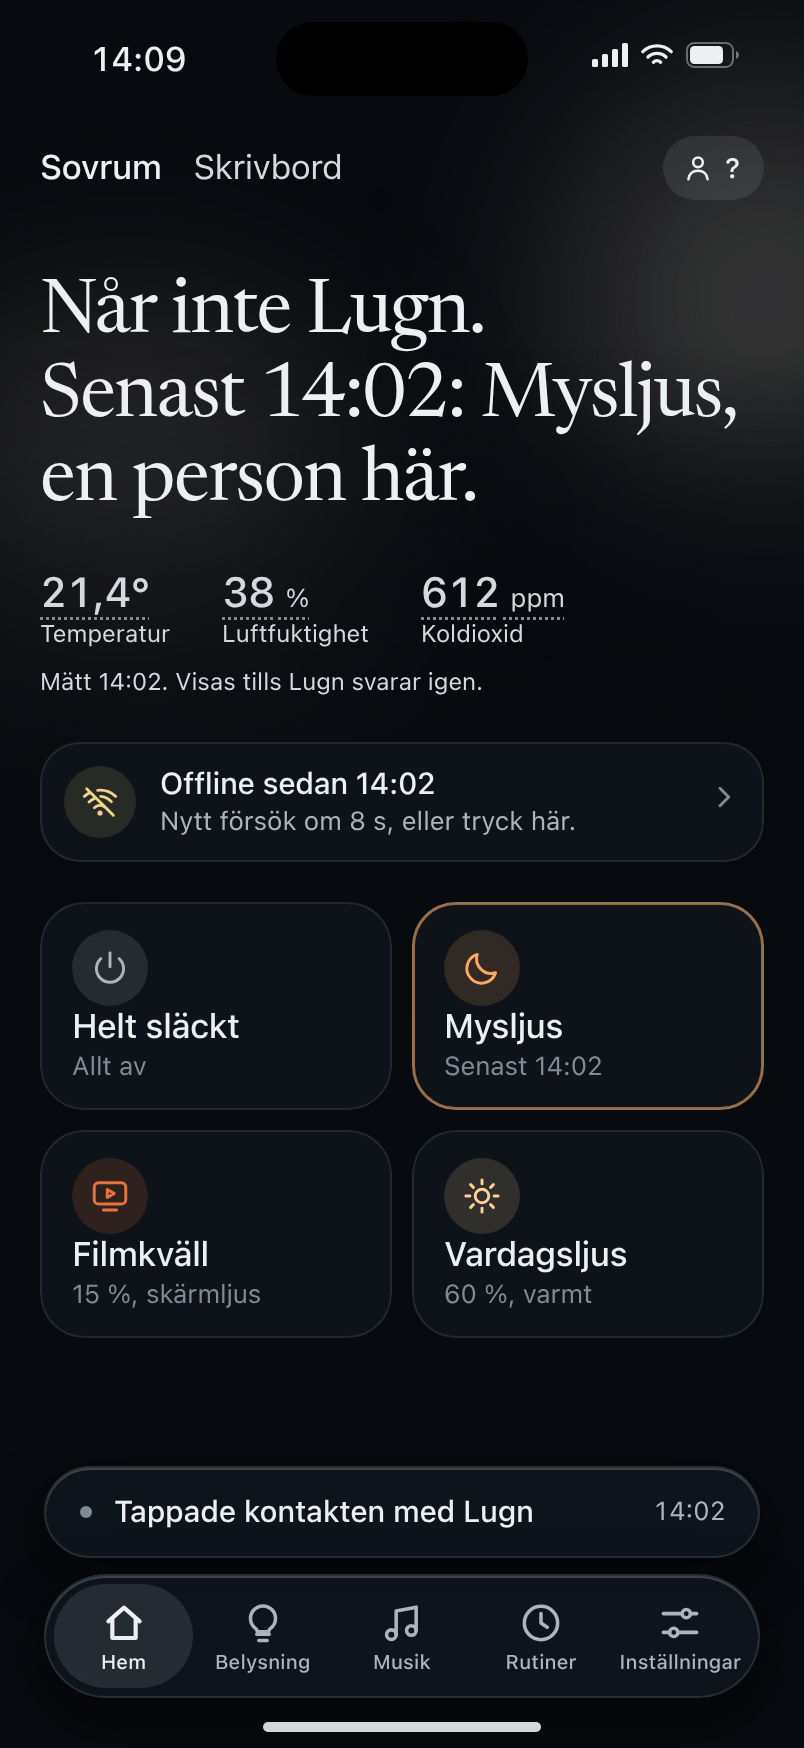 14:09
Sovrum Skrivbord ?
Når inte Lugn.
Senast 14:02: Mysljus,
en person här.
21,4° 38 % 612 ppm
Temperatur Luftfuktighet Koldioxid
Mätt 14:02. Visas tills Lugn svarar igen.
Offline sedan 14:02
Nytt försök om 8 s, eller tryck här.
Helt släckt Mysljus
Allt av Senast 14:02
Filmkväll Vardagsljus
15 %, skärmljus 60 %, varmt
Tappade kontakten med Lugn 14:02
Hem Belysning Musik Rutiner Inställningar